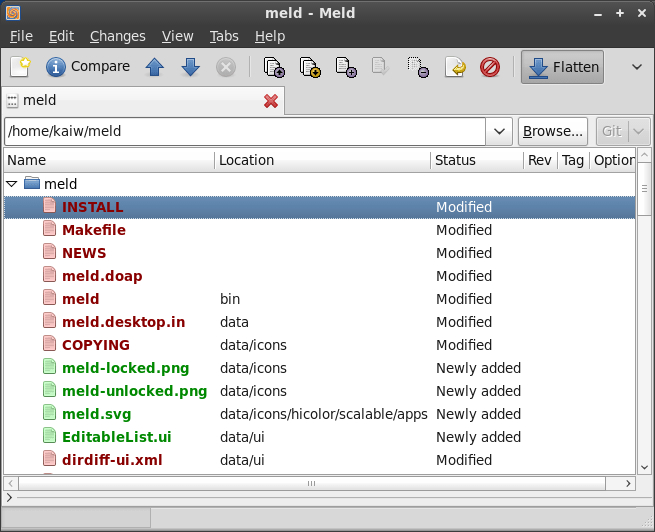 meld - Meld
File Edit Changes View Tabs Help
Compare Flatten
meld
/home/kaiw/meld Browse... Git
Name Location Status Rev Tag Option
meld
INSTALL Modified
Makefile Modified
NEWS Modified
meld.doap Modified
meld bin Modified
meld.desktop.in data Modified
COPYING data/icons Modified
meld-locked.png data/icons Newly added
meld-unlocked.png data/icons Newly added
meld.svg data/icons/hicolor/scalable/apps Newly added
EditableList.ui data/ui Newly added
dirdiff-ui.xml data/ui Modified